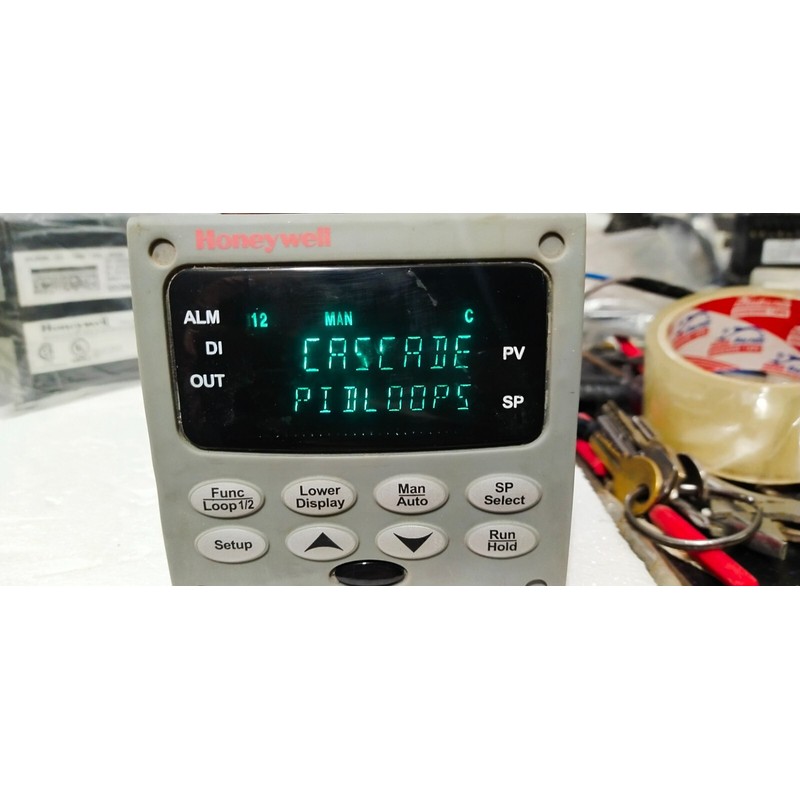 Honeywell
ALM 12 MAN C
DI CASCADE PV
OUT PIDLOOPS SP
Func Loop 1/2
Lower Display
Man Auto
SP Select
Setup
Run Hold
Honeywell